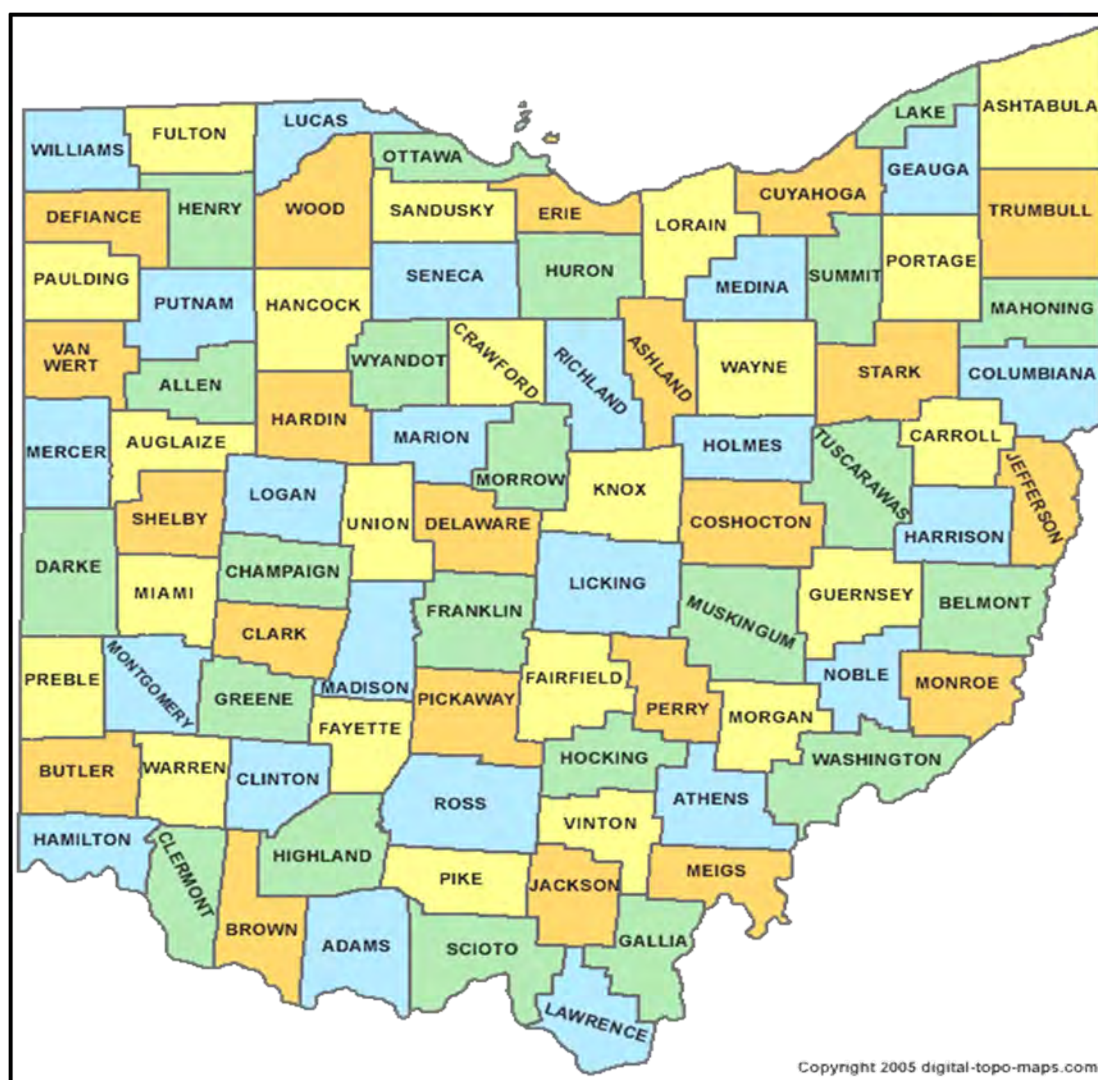 WILLIAMS
FULTON
LUCAS
OTTAWA
LAKE
ASHTABULA
GEAUGA
CUYAHOGA
DEFIANCE
HENRY
WOOD
SANDUSKY
ERIE
LORAIN
TRUMBULL
PAULDING
PUTNAM
HANCOCK
SENECA
HURON
MEDINA
SUMMIT
PORTAGE
MAHONING
VAN
WERT
ALLEN
WYANDOT
CRAWFORD
RICHLAND
ASHLAND
WAYNE
STARK
COLUMBIANA
HARDIN
MERCER
AUGLAIZE
MARION
MORROW
HOLMES
TUSCARAWAS
CARROLL
JEFFERSON
LOGAN
SHELBY
UNION
DELAWARE
KNOX
COSHOCTON
HARRISON
DARKE
MIAMI
CHAMPAIGN
FRANKLIN
LICKING
MUSKINGUM
GUERNSEY
BELMONT
CLARK
PREBLE
MONTGOMERY
GREENE
MADISON
PICKAWAY
FAIRFIELD
PERRY
MORGAN
NOBLE
MONROE
FAYETTE
BUTLER
WARREN
CLINTON
ROSS
HOCKING
ATHENS
WASHINGTON
HAMILTON
CLERMONT
HIGHLAND
VINTON
PIKE
JACKSON
MEIGS
BROWN
ADAMS
SCIOTO
GALLIA
LAWRENCE
Copyright 2005 digital-topo-maps.com